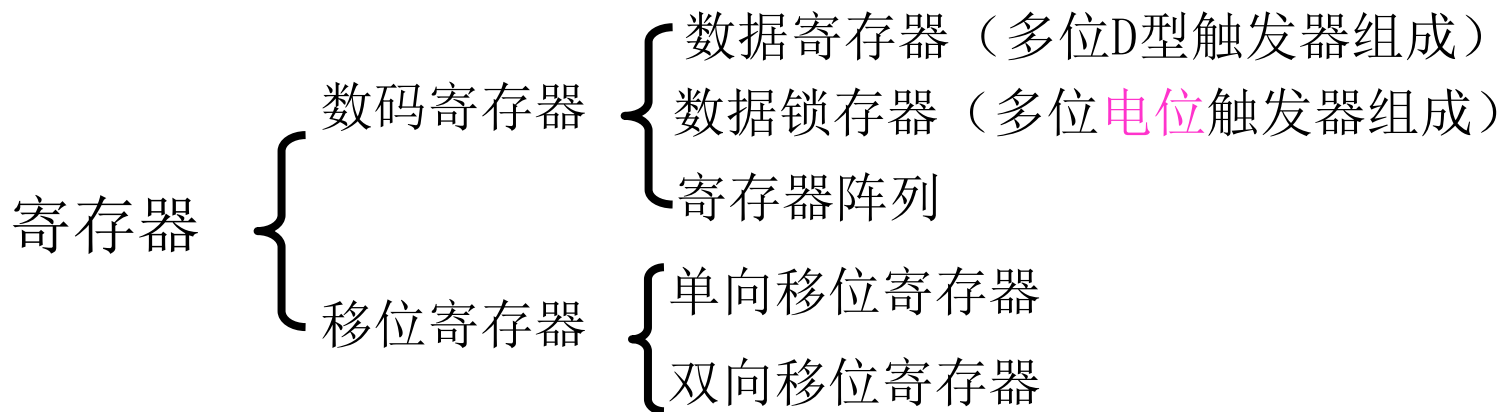 数据寄存器（多位D型触发器组成）
数码寄存器
数据锁存器（多位电位触发器组成）
寄存器阵列
寄存器
单向移位寄存器
移位寄存器
双向移位寄存器